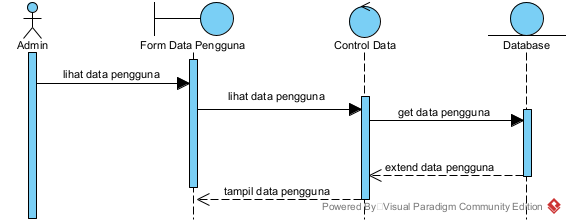 Admin
Form Data Pengguna
Control Data
Database
lihat data pengguna
lihat data pengguna
get data pengguna
extend data pengguna
tampil data pengguna
Powered By Visual Paradigm Community Edition